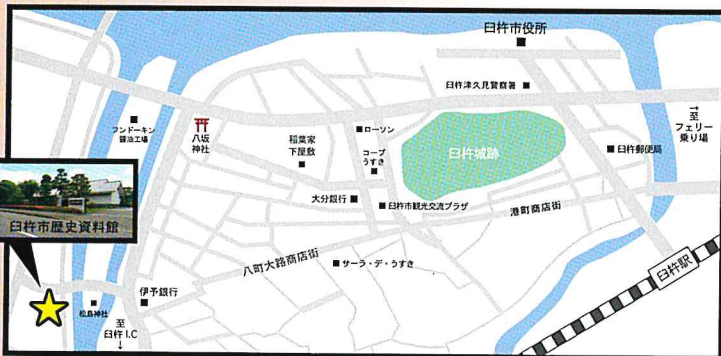 臼杵市役所
臼杵津久見警察署
→
至
フェリー
乗り場
フンドーキン
醤油工場
八坂
神社
稲葉家
下屋敷
ローソン
コープ
うすき
臼杵城跡
臼杵郵便局
大分銀行
臼杵市観光交流プラザ
港町商店街
臼杵市歴史資料館
八町大路商店街
サーラ・デ・うすき
臼杵駅
伊予銀行
松島神社
至
臼杵I.C
↓